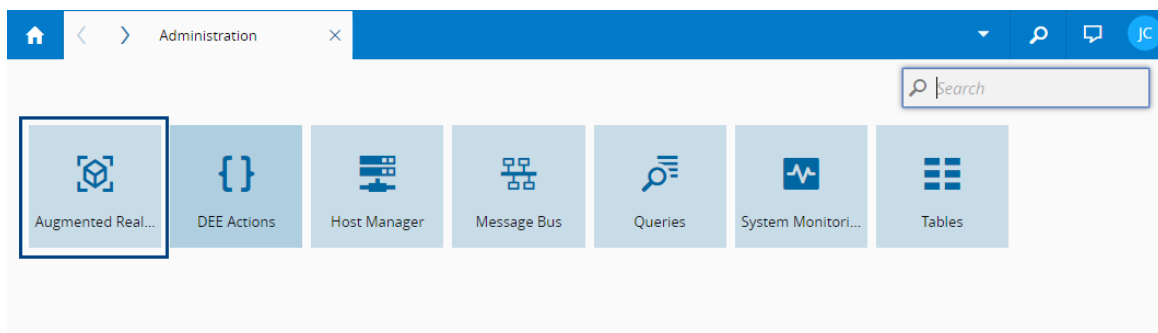 Administration
JC
Search
Augmented Real...
DEE Actions
Host Manager
Message Bus
Queries
System Monitori...
Tables